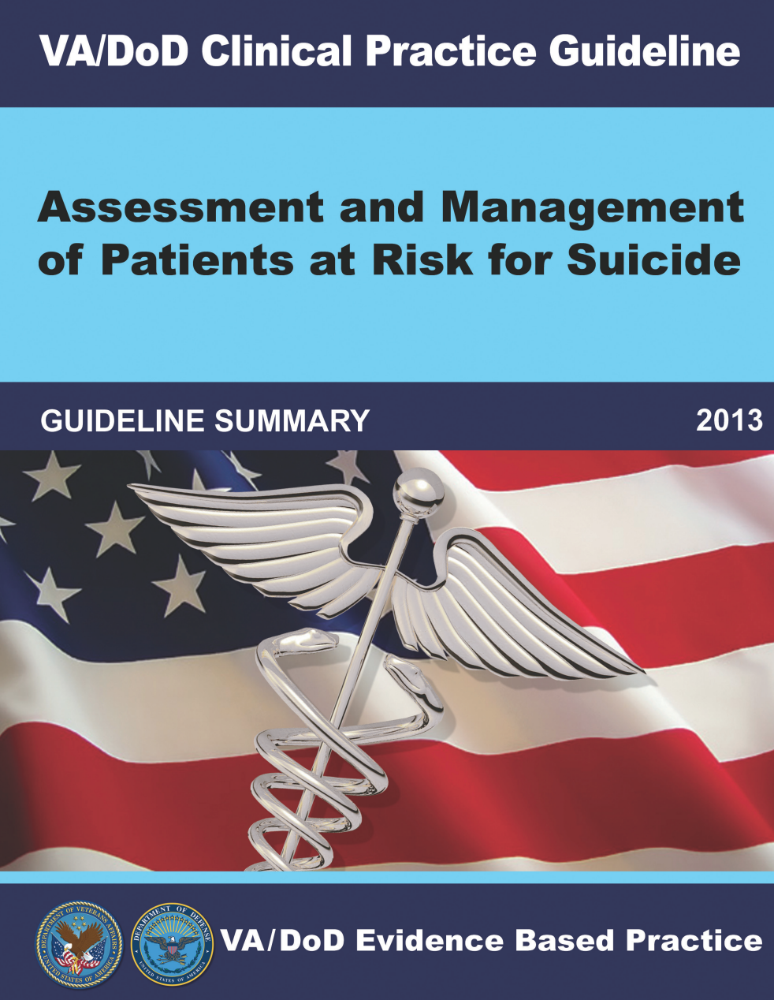 VA/DoD Clinical Practice Guideline
Assessment and Management
of Patients at Risk for Suicide
GUIDELINE SUMMARY 2013
DEPARTMENT OF VETERANS AFFAIRS
UNITED STATES OF AMERICA
DEPARTMENT OF DEFENSE
UNITED STATES OF AMERICA
VA/DoD Evidence Based Practice